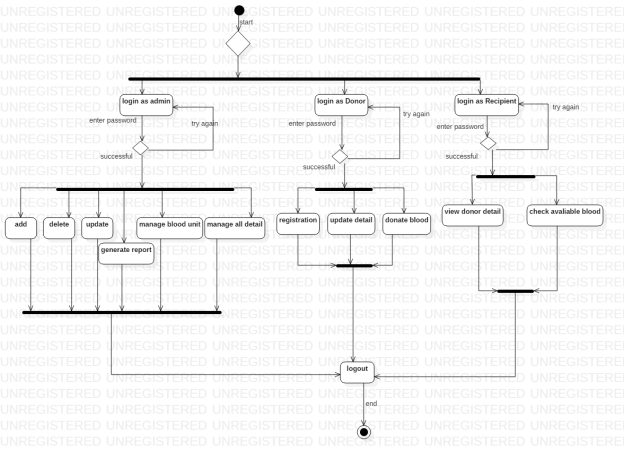 start
login as admin
login as Donor
login as Recipient
enter password
try again
enter password
try again
enter password
try again
successful
successful
successful
add
delete
update
manage blood unit
manage all detail
generate report
registration
update detail
donate blood
view donor detail
check avaliable blood
logout
end
UNREGISTERED